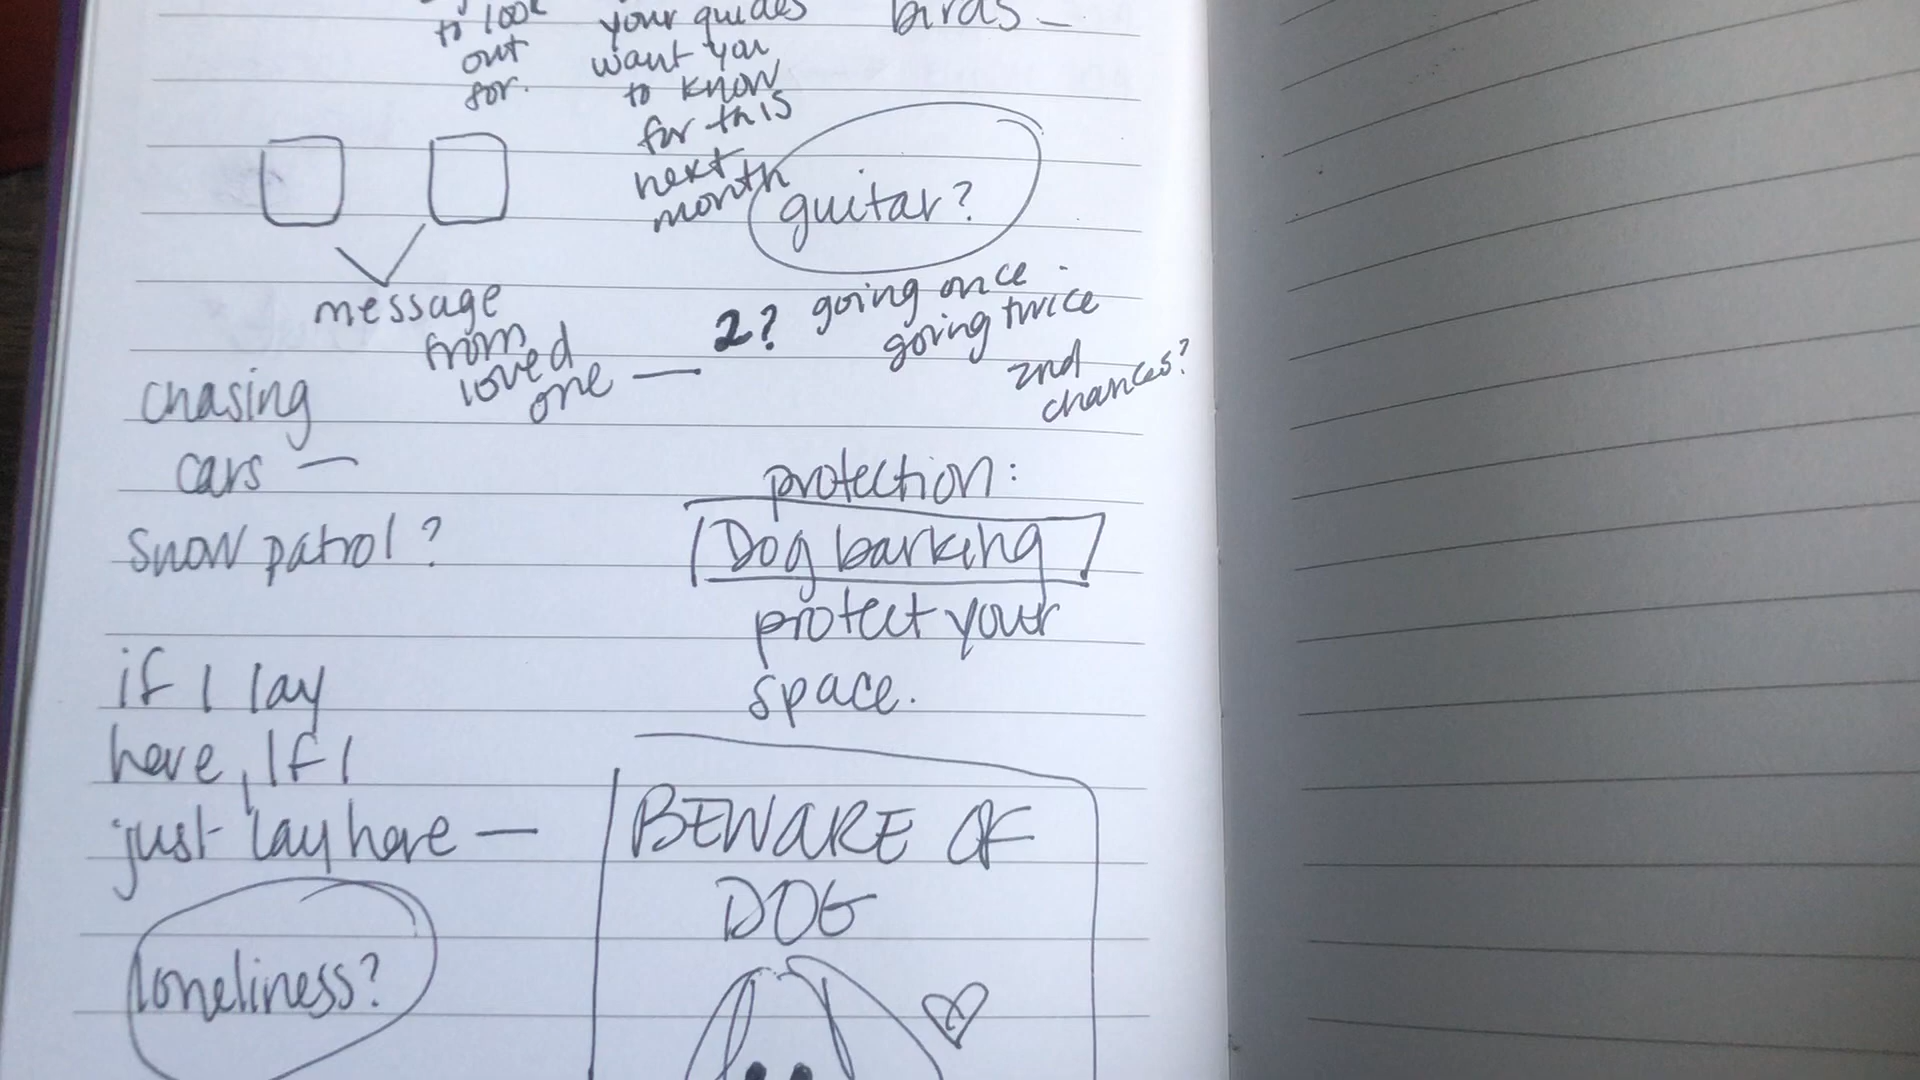 to look
out
for.
your guides
want you
to know
for this
next
month
birds -
guitar?
message
from
loved
one —
2?
going once
going twice
2nd
chances?
chasing
cars —
snow patrol?
if I lay
here, If I
just lay here —
loneliness?
protection:
Dog barking
protect your
space.
BEWARE OF
DOG